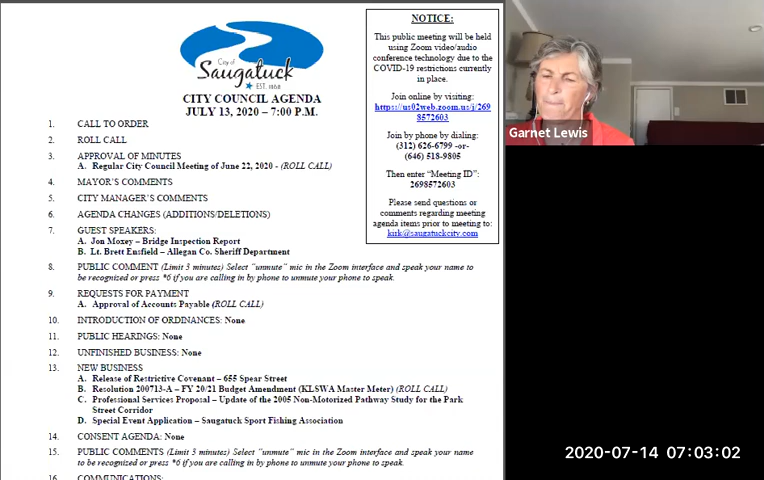 City of
Saugatuck
EST. 1868
CITY COUNCIL AGENDA
JULY 13, 2020 – 7:00 P.M.
NOTICE:
This public meeting will be held
using Zoom video/audio
conference technology due to the
COVID-19 restrictions currently
in place.
Join online by visiting:
https://us02web.zoom.us/j/269
8572603
Join by phone by dialing:
(312) 626-6799 -or-
(646) 518-9805
Then enter “Meeting ID”:
2698572603
Please send questions or
comments regarding meeting
agenda items prior to meeting to:
kirk@saugatuckcity.com
1. CALL TO ORDER
2. ROLL CALL
3. APPROVAL OF MINUTES
A. Regular City Council Meeting of June 22, 2020 - (ROLL CALL)
4. MAYOR’S COMMENTS
5. CITY MANAGER’S COMMENTS
6. AGENDA CHANGES (ADDITIONS/DELETIONS)
7. GUEST SPEAKERS:
A. Jon Moxey – Bridge Inspection Report
B. Lt. Brett Ensfield – Allegan Co. Sheriff Department
8. PUBLIC COMMENT (Limit 3 minutes) Select “unmute” mic in the Zoom interface and speak your name to
be recognized or press *6 if you are calling in by phone to unmute your phone to speak.
9. REQUESTS FOR PAYMENT
A. Approval of Accounts Payable (ROLL CALL)
10. INTRODUCTION OF ORDINANCES: None
11. PUBLIC HEARINGS: None
12. UNFINISHED BUSINESS: None
13. NEW BUSINESS
A. Release of Restrictive Covenant – 655 Spear Street
B. Resolution 200713-A – FY 20/21 Budget Amendment (KLSWA Master Meter) (ROLL CALL)
C. Professional Services Proposal – Update of the 2005 Non-Motorized Pathway Study for the Park
Street Corridor
D. Special Event Application – Saugatuck Sport Fishing Association
14. CONSENT AGENDA: None
15. PUBLIC COMMENTS (Limit 3 minutes) Select “unmute” mic in the Zoom interface and speak your name to
be recognized or press *6 if you are calling in by phone to unmute your phone to speak.
16. COMMUNICATIONS:
Garnet Lewis
2020-07-14 07:03:02